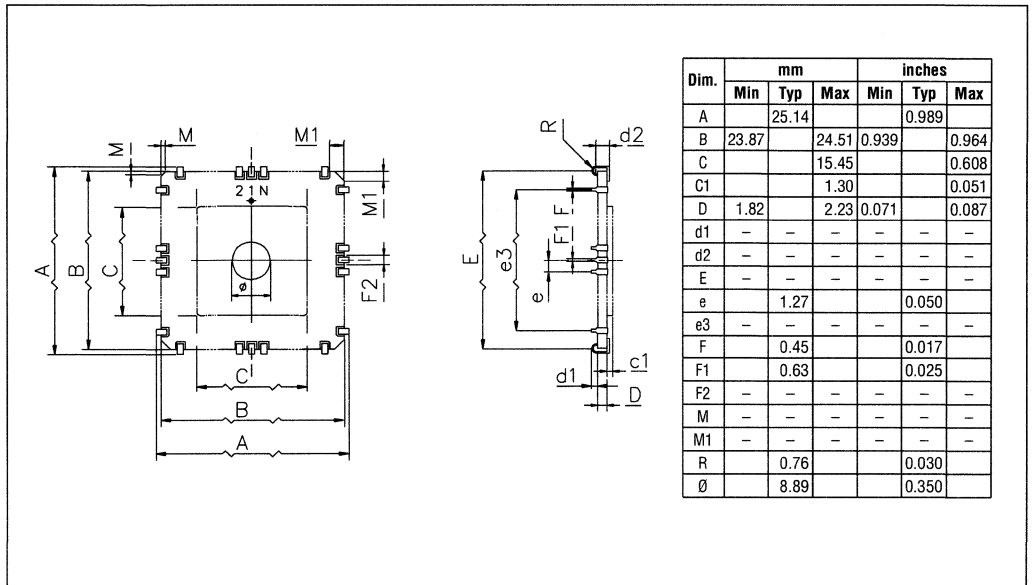 M
M1
M
M1
2 1 N
A
B
C
F2
ø
C
B
A
R
d2
F1 F
E
e3
e
c1
d1
D
Dim. mm inches
Min Typ Max Min Typ Max
A 25.14 0.989
B 23.87 24.51 0.939 0.964
C 15.45 0.608
C1 1.30 0.051
D 1.82 2.23 0.071 0.087
d1 – – – – – –
d2 – – – – – –
E – – – – – –
e 1.27 0.050
e3 – – – – – –
F 0.45 0.017
F1 0.63 0.025
F2 – – – – – –
M – – – – – –
M1 – – – – – –
R 0.76 0.030
Ø 8.89 0.350